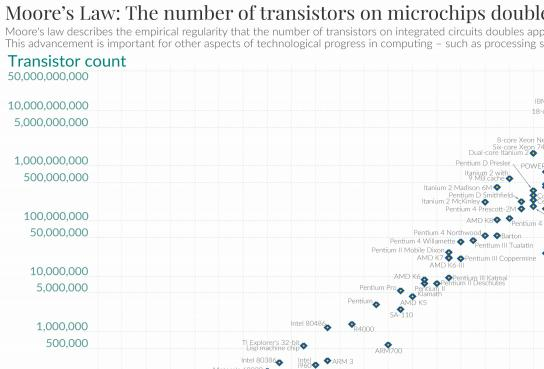 Moore's Law: The number of transistors on microchips double
Moore's law describes the empirical regularity that the number of transistors on integrated circuits doubles app
This advancement is important for other aspects of technological progress in computing – such as processing s
Transistor count
50,000,000,000
10,000,000,000
5,000,000,000
IBM
18-
8-core Xeon Ne
Six-core Xeon 74
Dual-core Itanium 2
1,000,000,000
Pentium D Presler
POWER
Itanium 2 with
9 MB cache
500,000,000
Itanium 2 Madison 6M
Pentium D Smithfield
Itanium 2 McKinley
Pentium 4 Prescott-2M
100,000,000
AMD K8
Pentium 4
50,000,000
Pentium 4 Northwood
Barton
Pentium 4 Willamette
Pentium III Tualatin
Pentium II Mobile Dixon
AMD K7
Pentium III Coppermine
AMD K6-III
10,000,000
AMD K6
Pentium III Katmai
Pentium II Deschutes
5,000,000
Pentium Pro
Pentium II
Klamath
Pentium
AMD K5
SA-110
1,000,000
Intel 80486
R4000
500,000
TI Explorer's 32-bit
Lisp machine chip
ARM700
Intel 80386
Intel
i960
ARM 3